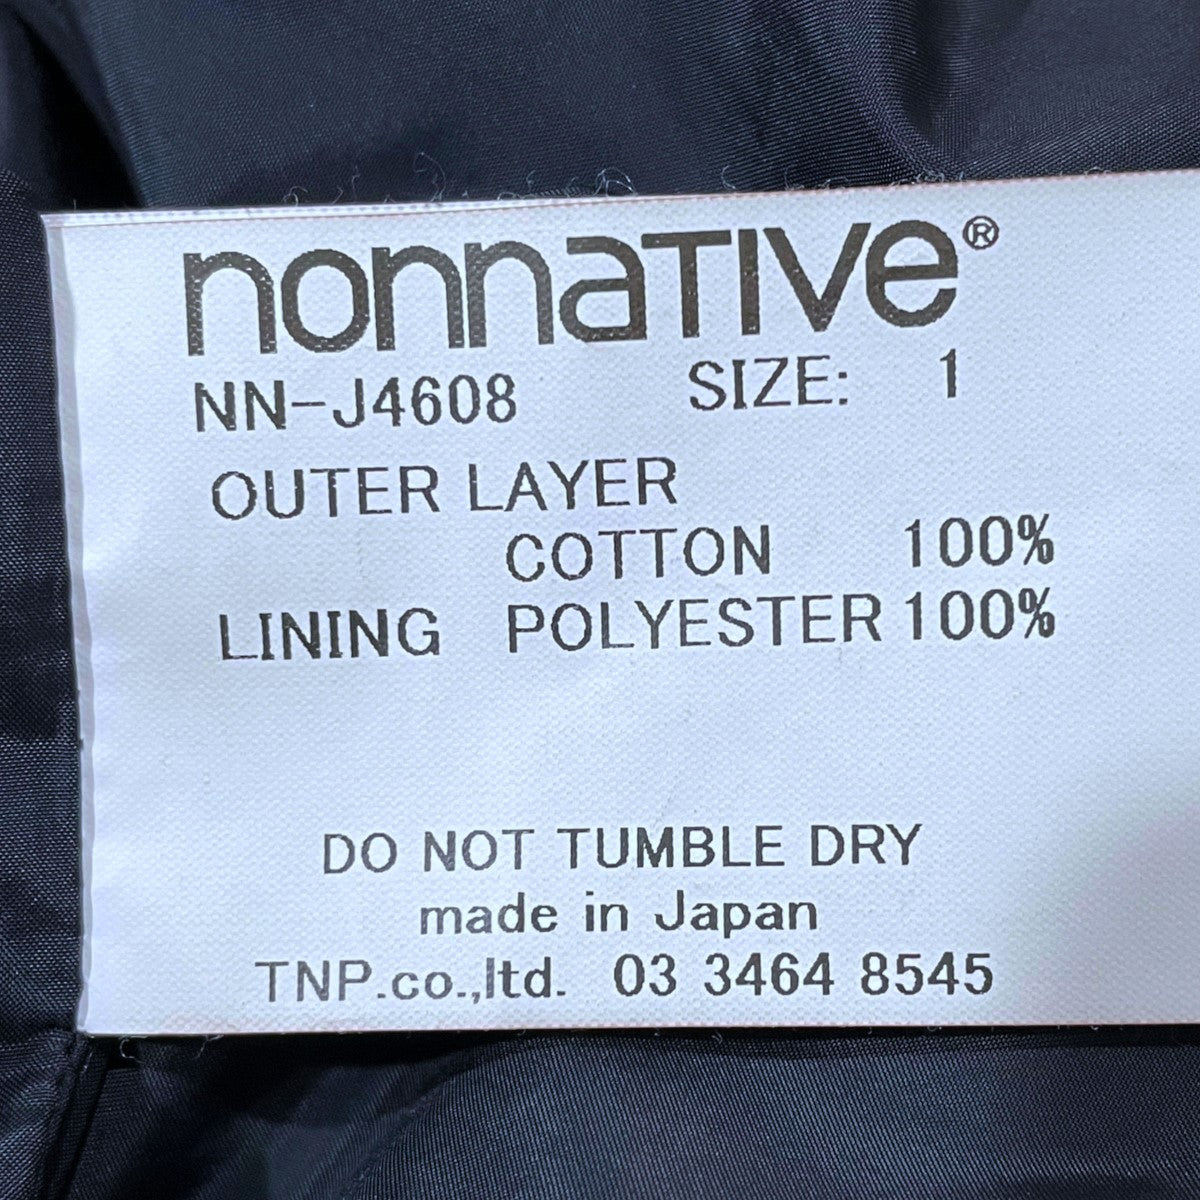 nonnaTIVe®
NN-J4608 SIZE: 1
OUTER LAYER
COTTON 100%
LINING POLYESTER 100%
DO NOT TUMBLE DRY
made in Japan
TNP.co.,ltd. 03 3464 8545